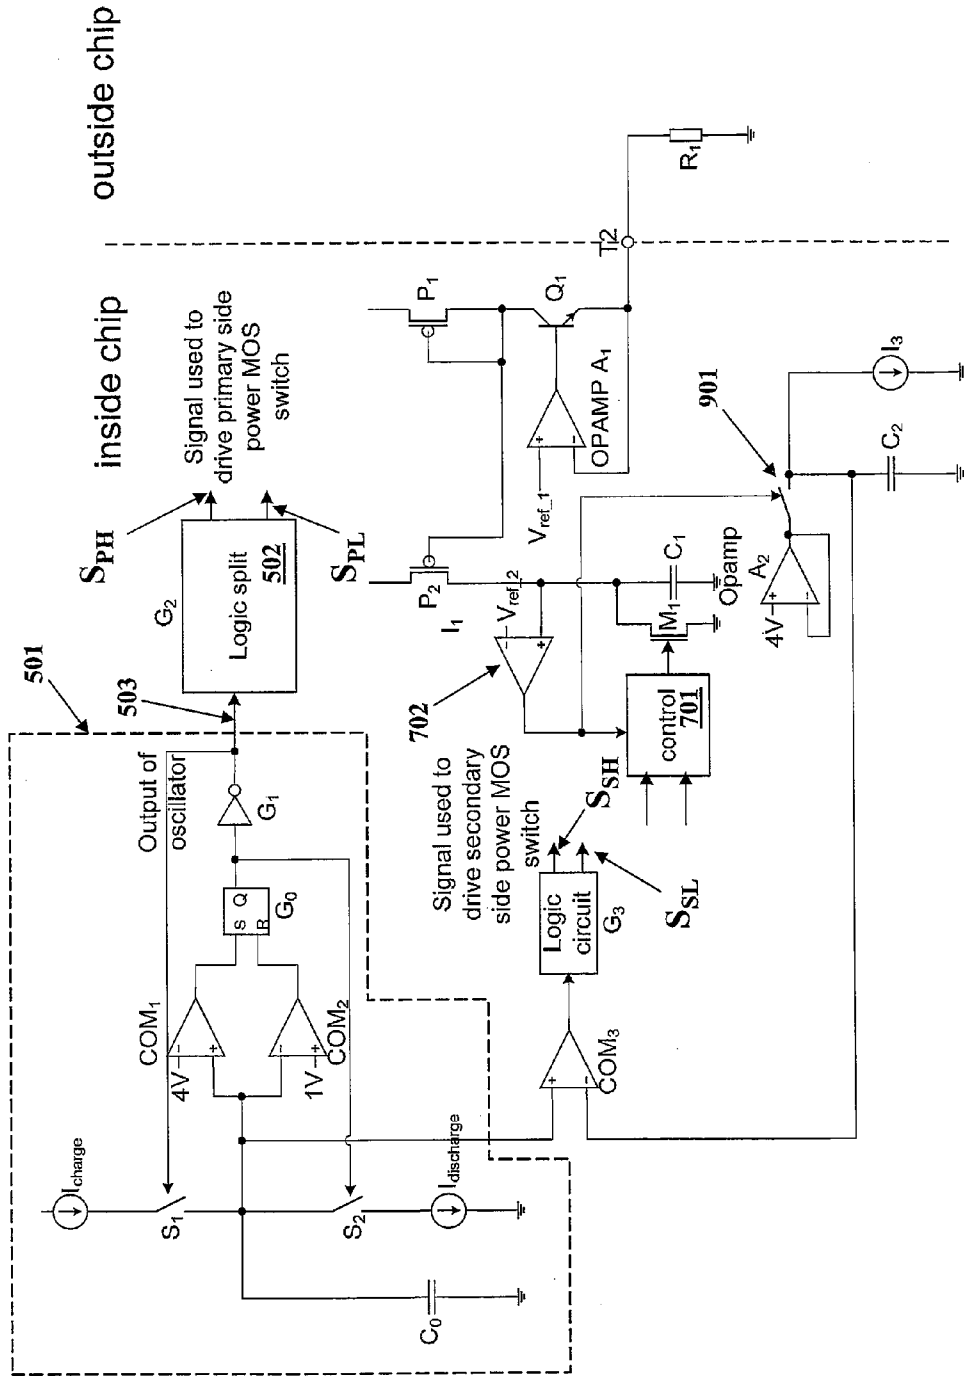 inside chip
outside chip
501
Output of
oscillator
503
G2
Logic split
502
SPH
SPL
Signal used to
drive primary side
power MOS
switch
Icharge
S1
S2
Idischarge
C0
COM1
4V
−
+
COM2
−
+
1V
S Q
R
G0
G1
P1
P2
I1
Q1
T2
R1
Vref_1
+
−
OPAMP A1
702
−
Vref_2
+
C1
M1
control
701
Signal used to
drive secondary
side power MOS
switch
SSH
SSL
Logic
circuit
G3
COM3
+
−
Opamp
A2
4V
+
−
901
C2
I3